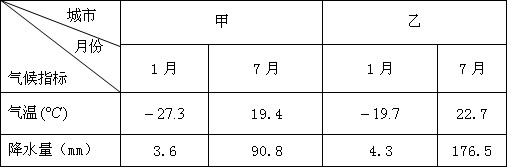 城市 甲 乙
月份
气候指标 1月 7月 1月 7月
气温(℃) -27.3 19.4 -19.7 22.7
降水量（mm） 3.6 90.8 4.3 176.5